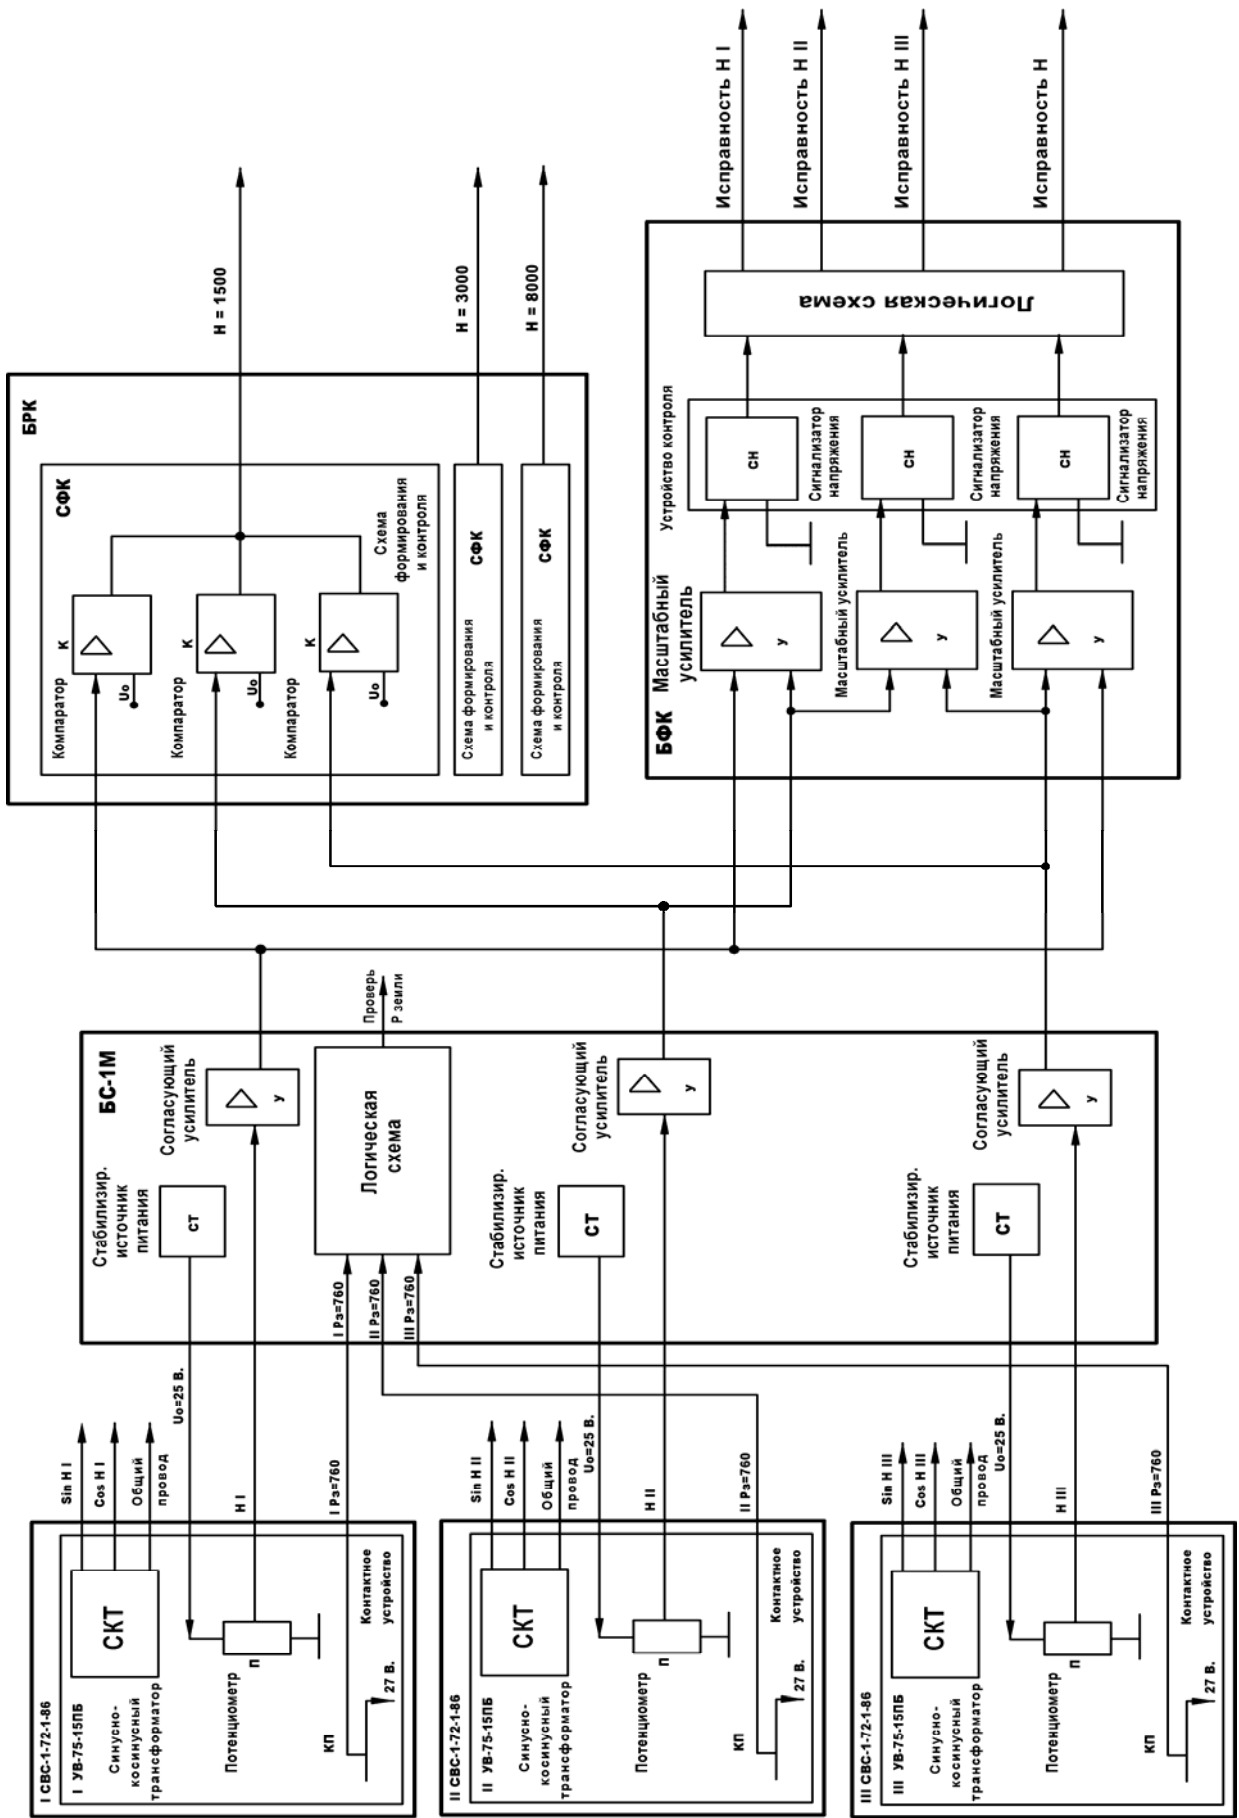 I СВС-1-72-1-86
I УВ-75-15ПБ
СКТ
Синусно-
косинусный
трансформатор
Sin H I
Cos H I
Общий
провод
Uo=25 В.
H I
Потенциометр
П
I Рз=760
КП
27 В.
Контактное
устройство
II СВС-1-72-1-86
II УВ-75-15ПБ
СКТ
Синусно-
косинусный
трансформатор
Sin H II
Cos H II
Общий
провод
Uo=25 В.
H II
Потенциометр
П
II Рз=760
КП
27 В.
Контактное
устройство
III СВС-1-72-1-86
III УВ-75-15ПБ
СКТ
Синусно-
косинусный
трансформатор
Sin H III
Cos H III
Общий
провод
Uo=25 В.
H III
Потенциометр
П
III Рз=760
КП
27 В.
Контактное
устройство
БС-1М
Стабилизир.
источник
питания
СТ
Согласующий
усилитель
У
I Рз=760
II Рз=760
III Рз=760
Логическая
схема
Проверь
Р земли
Стабилизир.
источник
питания
СТ
Согласующий
усилитель
У
Стабилизир.
источник
питания
СТ
Согласующий
усилитель
У
БРК
СФК
Компаратор
К
Uo
Компаратор
К
Uo
Компаратор
К
Uo
Схема
формирования
и контроля
Схема формирования
и контроля
СФК
Схема формирования
и контроля
СФК
H = 1500
H = 3000
H = 8000
БФК
Масштабный
усилитель
У
Масштабный усилитель
У
Масштабный усилитель
У
Устройство контроля
СН
Сигнализатор
напряжения
СН
Сигнализатор
напряжения
СН
Сигнализатор
напряжения
Логическая схема
Исправность H I
Исправность H II
Исправность H III
Исправность H